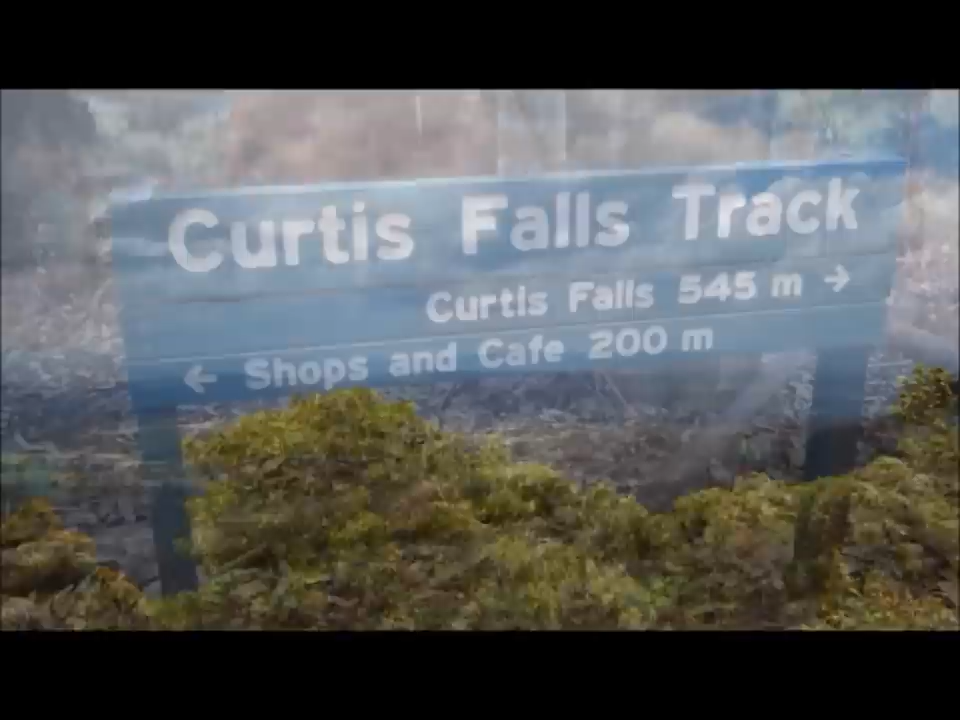 Curtis Falls Track
Curtis Falls 545 m →
← Shops and Cafe 200 m